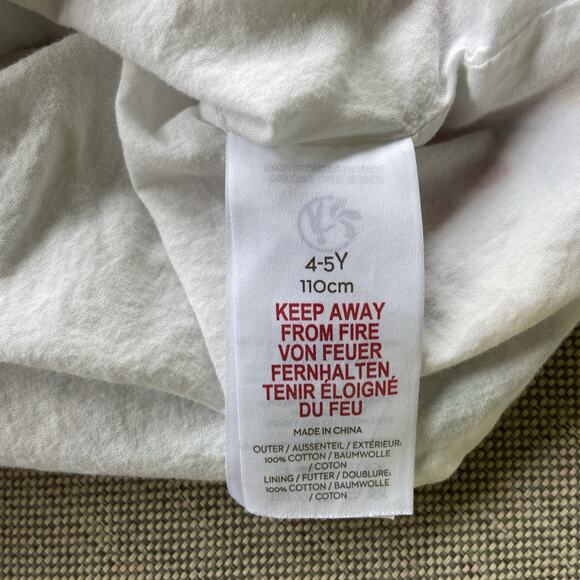 4-5Y
110cm
KEEP AWAY
FROM FIRE
VON FEUER
FERNHALTEN,
TENIR ÉLOIGNÉ
DU FEU
MADE IN CHINA
OUTER / AUSSENTEIL / EXTÉRIEUR:
100% COTTON / BAUMWOLLE
/ COTON
LINING / FUTTER / DOUBLURE:
100% COTTON / BAUMWOLLE
/ COTON